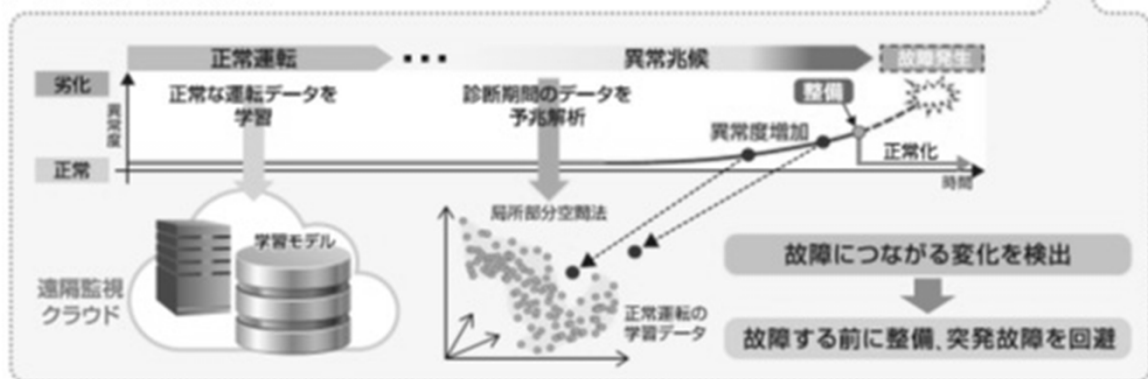 正常運転
異常兆候
故障発生
劣化
異常度
正常な運転データを
学習
診断期間のデータを
予兆解析
整備
異常度増加
正常化
正常
時間
局所部分空間法
学習モデル
遠隔監視
クラウド
正常運転の
学習データ
故障につながる変化を検出
故障する前に整備、突発故障を回避